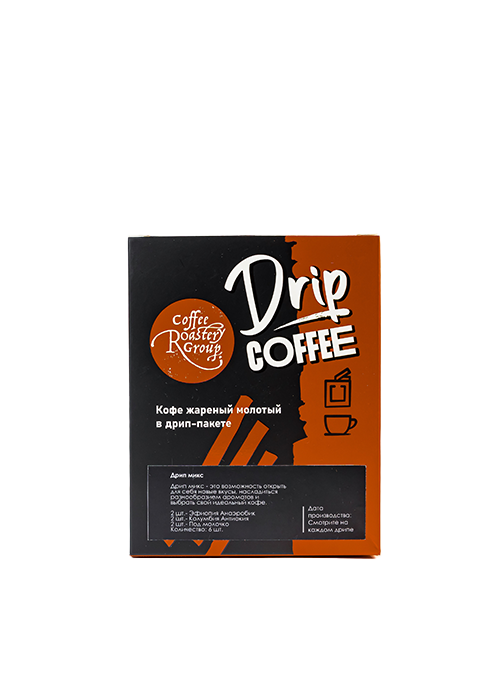 Drip
COFFEE
Coffee
Roastery
Group
Кофе жареный молотый
в дрип-пакете
Дрип микс
Дрип микс - это возможность открыть
для себя новые вкусы, насладиться
разнообразием ароматов и
выбрать свой идеальный кофе.
2 шт.- Эфиопия Анаэробик
2 шт.- Колумбия Антиокия
2 шт.- Под молочко
Количество: 6 шт.
Дата
производства:
Смотрите на
каждом дрипе